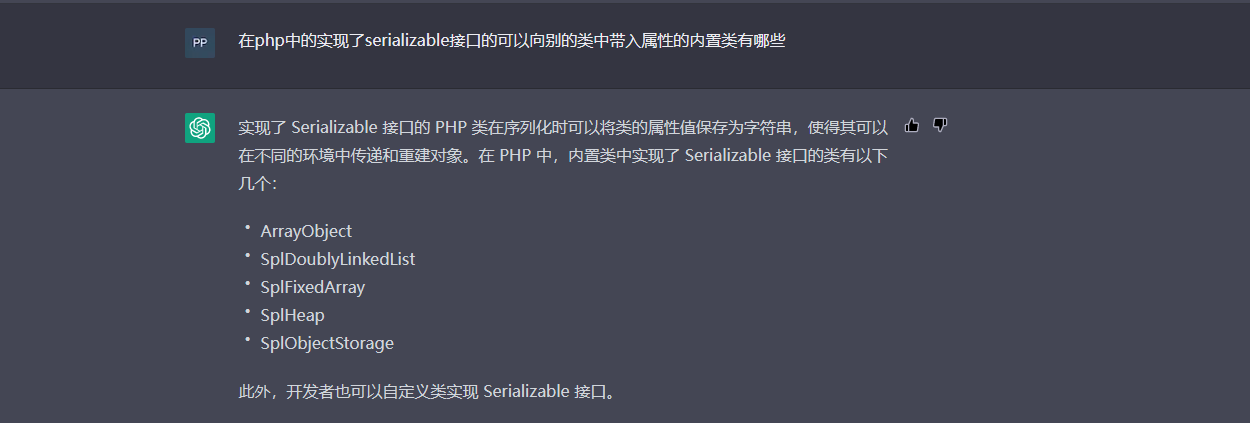 PP
在php中的实现了serializable接口的可以向别的类中带入属性的内置类有哪些
实现了 Serializable 接口的 PHP 类在序列化时可以将类的属性值保存为字符串，使得其可以
在不同的环境中传递和重建对象。在 PHP 中，内置类中实现了 Serializable 接口的类有以下
几个：
• ArrayObject
• SplDoublyLinkedList
• SplFixedArray
• SplHeap
• SplObjectStorage
此外，开发者也可以自定义类实现 Serializable 接口。